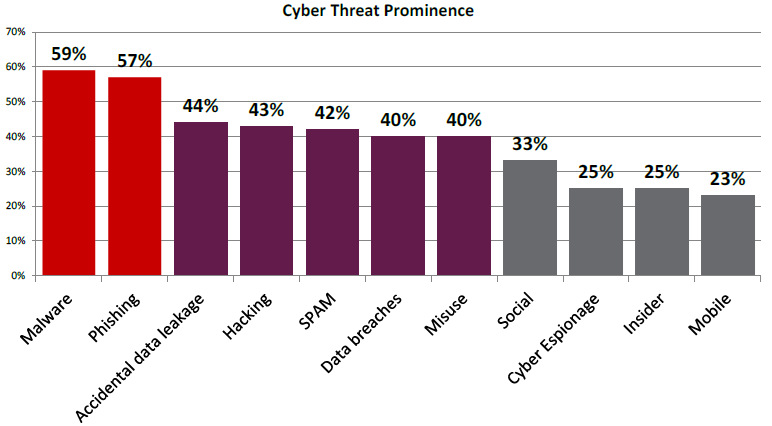 Cyber Threat Prominence
70%
60%
50%
40%
30%
20%
10%
0%
59%
57%
44%
43%
42%
40%
40%
33%
25%
25%
23%
Malware
Phishing
Accidental data leakage
Hacking
SPAM
Data breaches
Misuse
Social
Cyber Espionage
Insider
Mobile